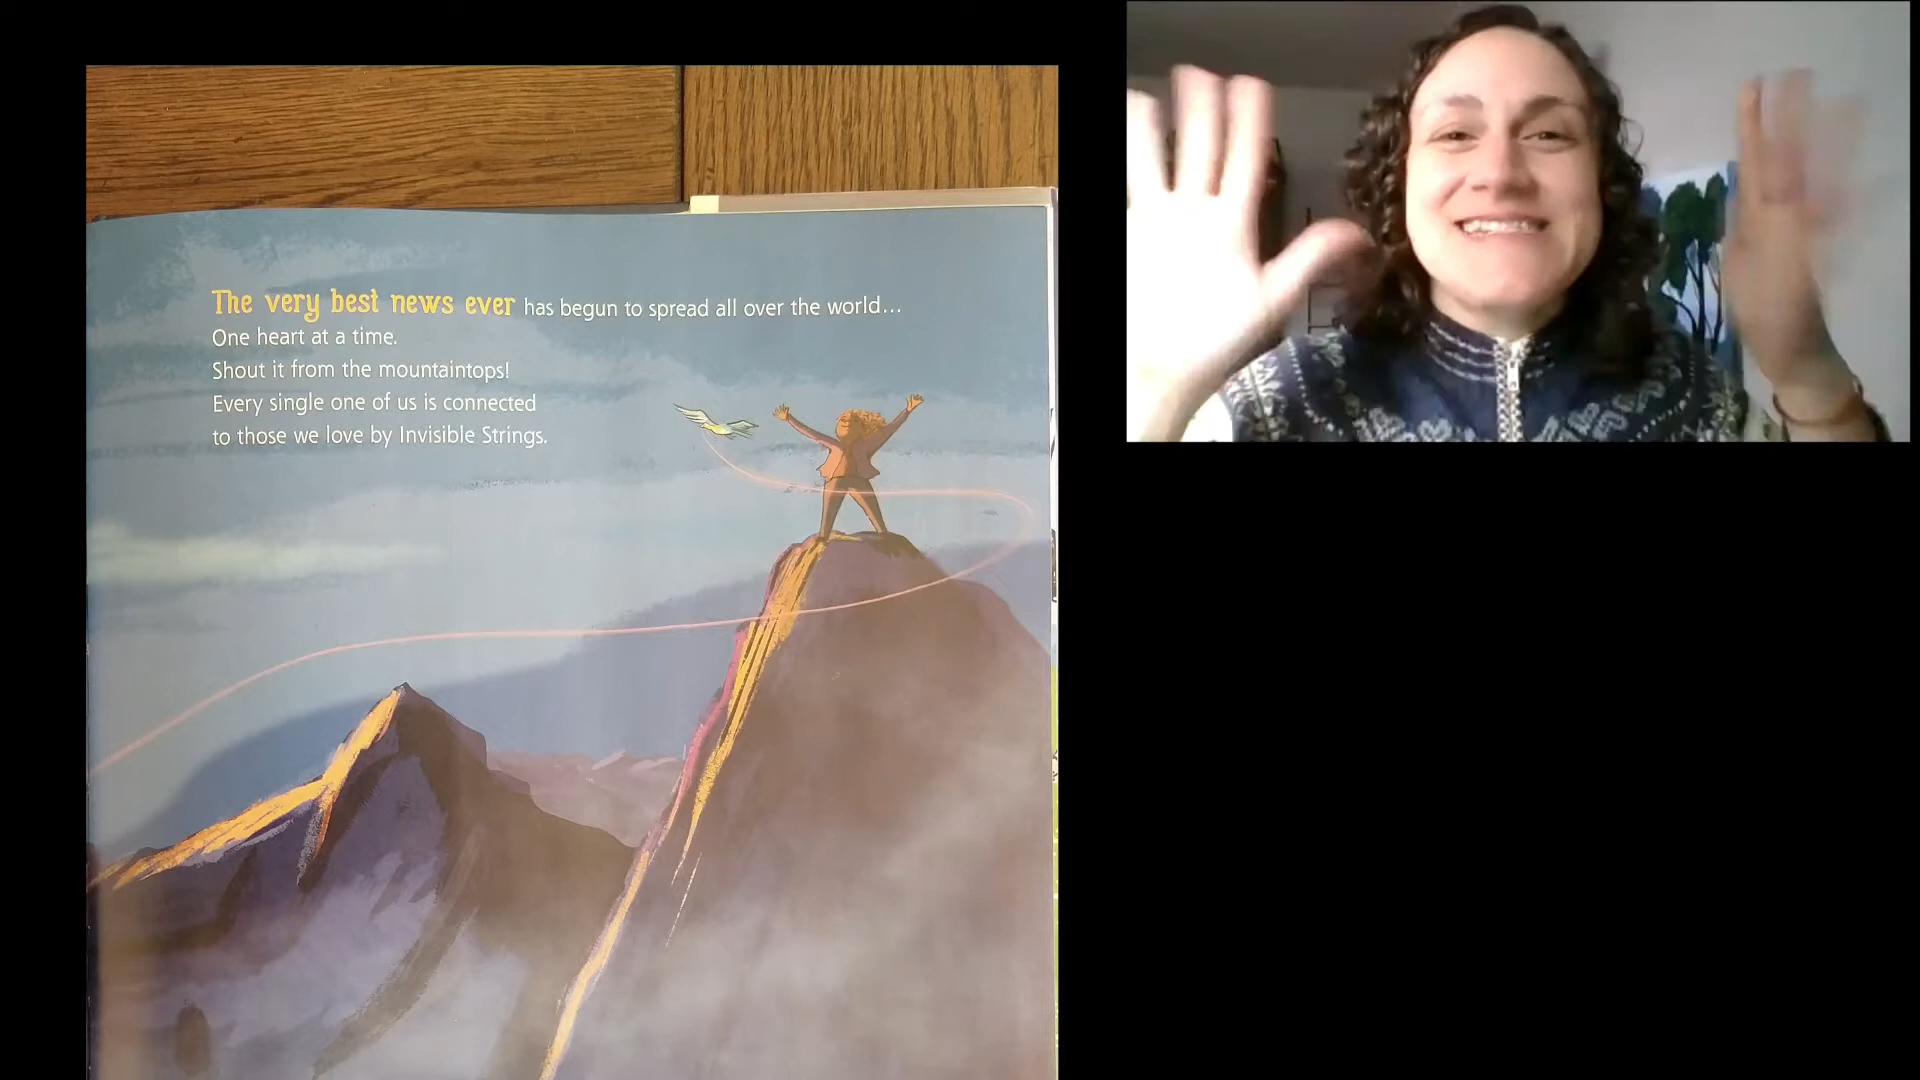 The very best news ever has begun to spread all over the world...
One heart at a time.
Shout it from the mountaintops!
Every single one of us is connected
to those we love by Invisible Strings.